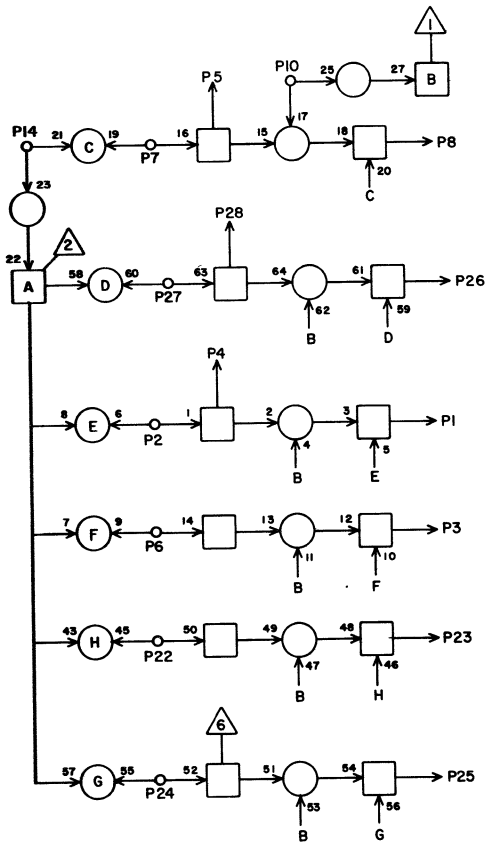 1
P5 P10 25 27 B
P14 21 C 19 P7 16 15 17 18 P8
20
C
23
22 A 2
P28
58 D 60 P27 63 64 61 P26
62 59
B D
P4
8 E 6 P2 1 2 3 P1
4 5
B E
7 F 9 P6 14 13 12 P3
11 10
B F
43 H 45 P22 50 49 48 P23
47 46
B H
6
57 G 55 P24 52 51 54 P25
53 56
B G